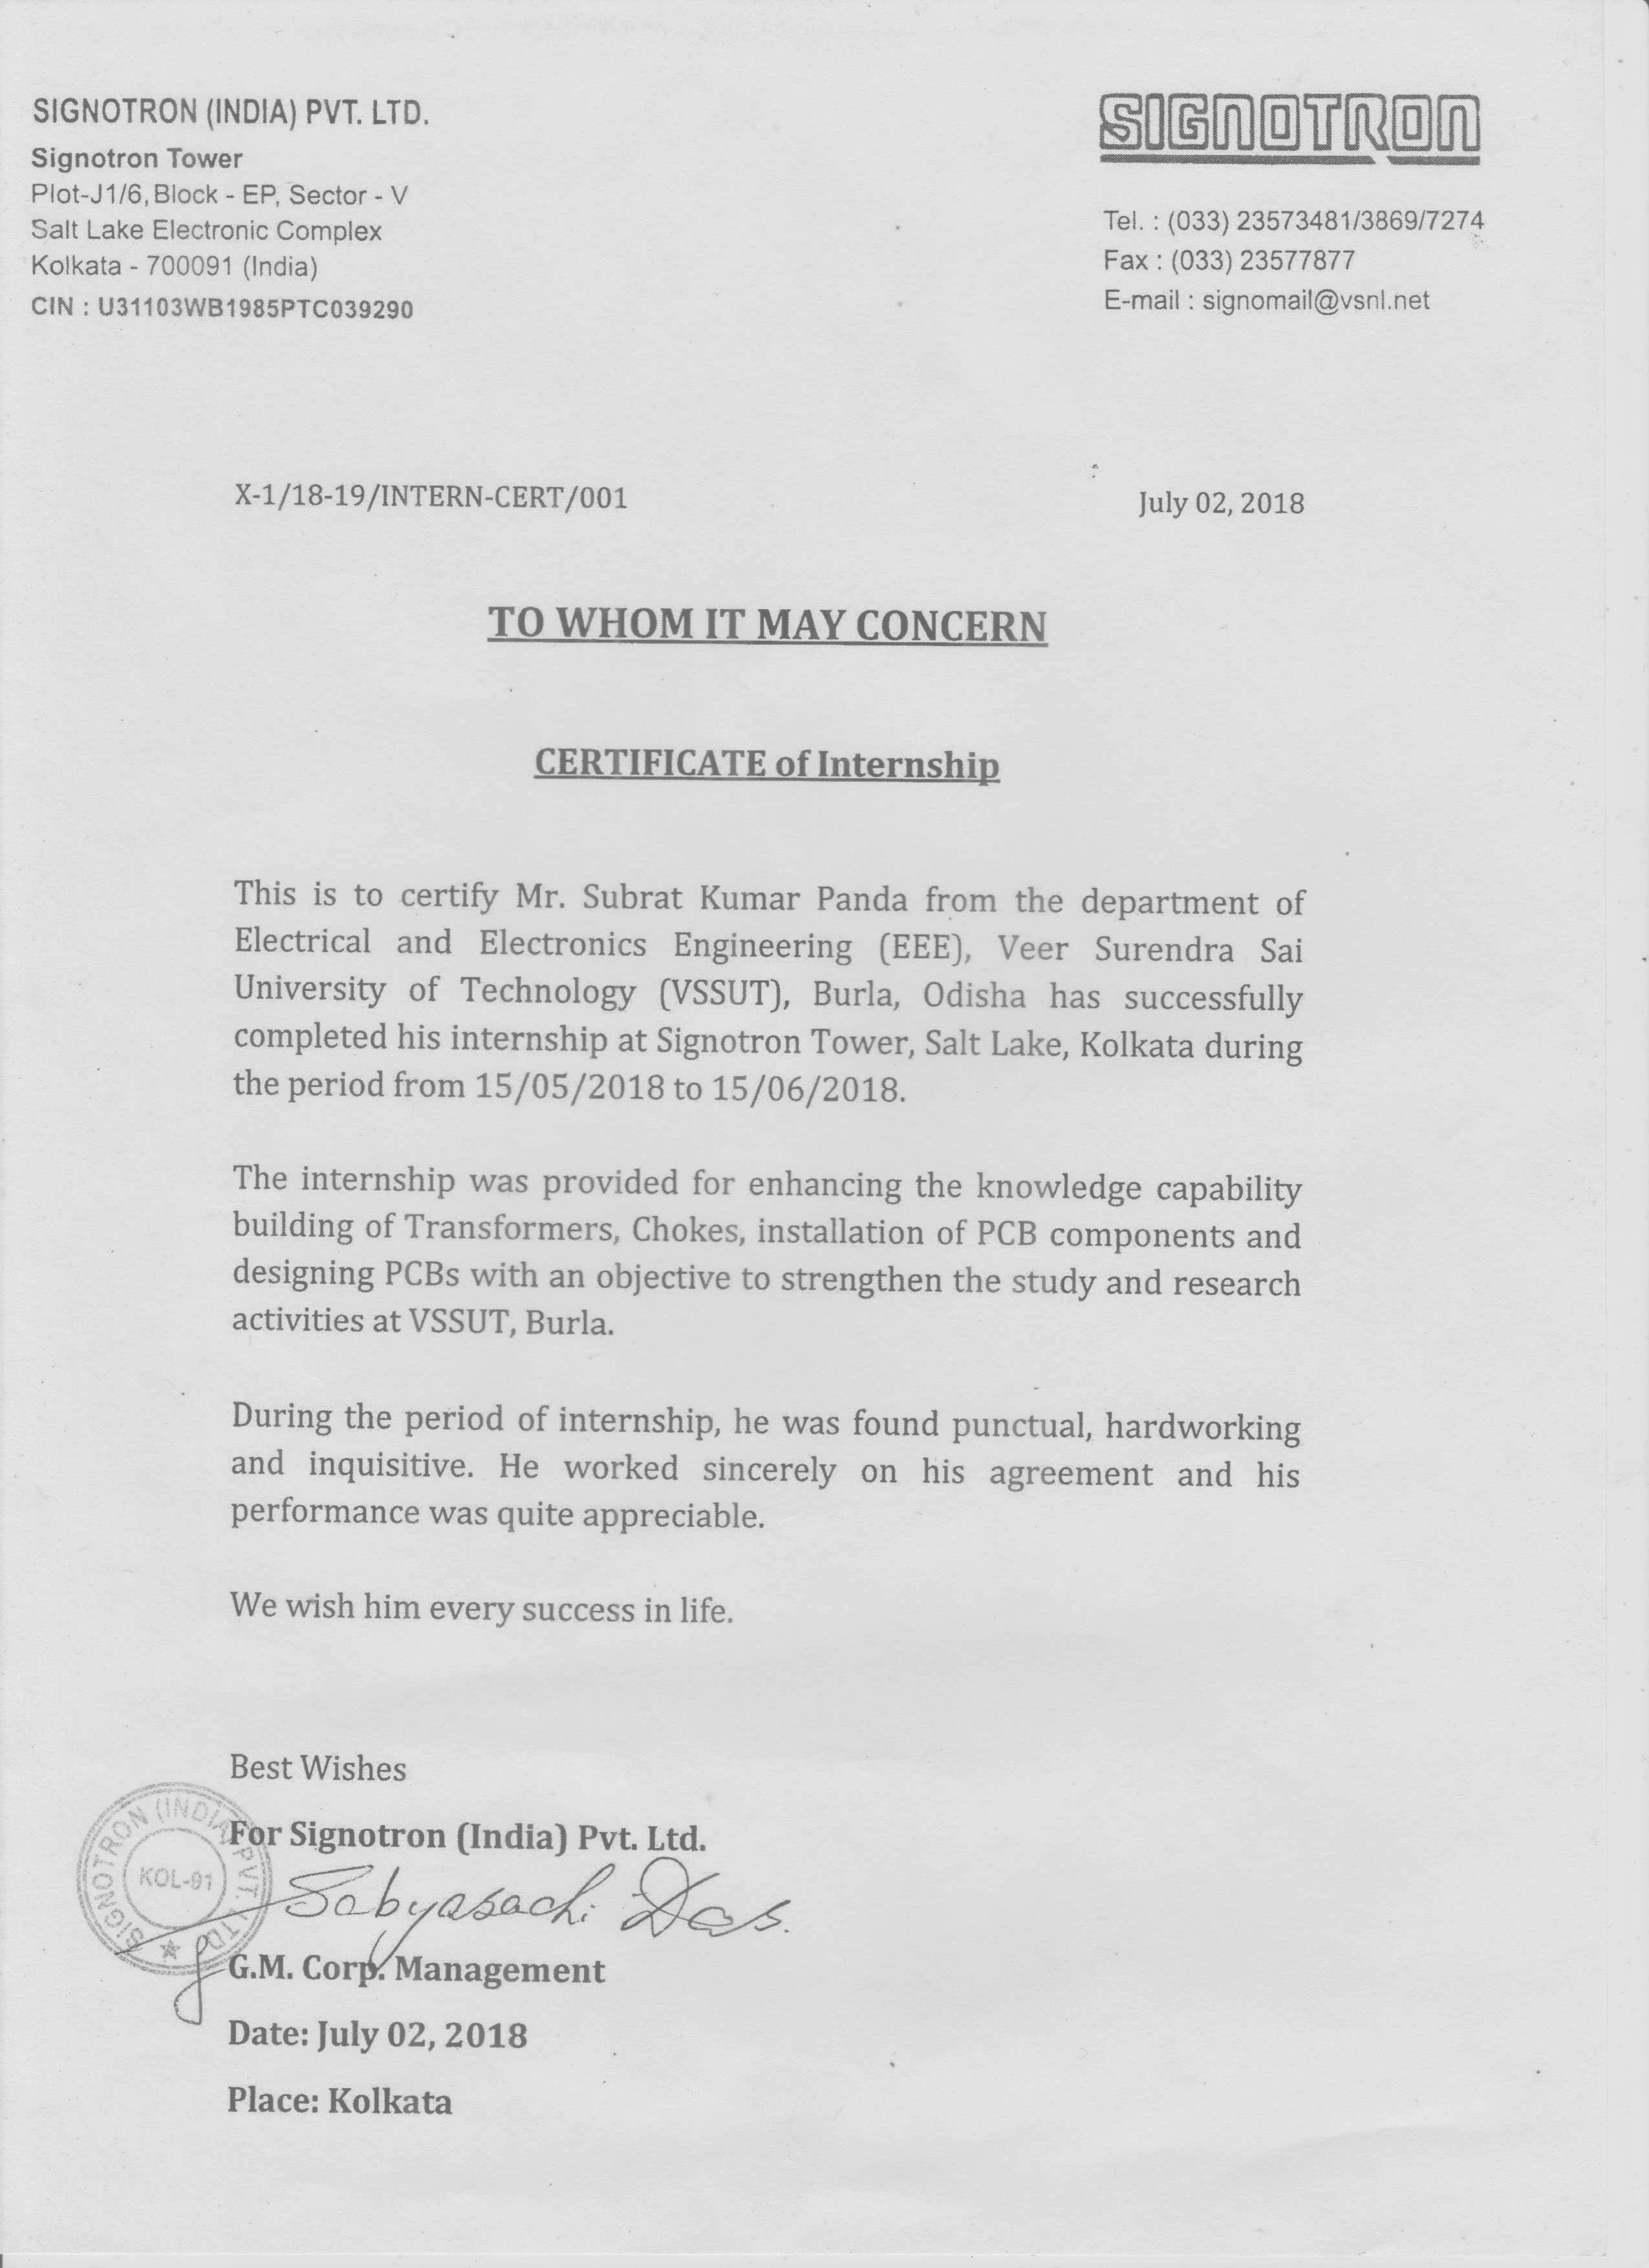 SIGNOTRON (INDIA) PVT. LTD.
Signotron Tower
Plot-J1/6, Block - EP, Sector - V
Salt Lake Electronic Complex
Kolkata - 700091 (India)
CIN : U31103WB1985PTC039290
SIGNOTRON
Tel. : (033) 23573481/3869/7274
Fax : (033) 23577877
E-mail : signomail@vsnl.net
X-1/18-19/INTERN-CERT/001
July 02, 2018
TO WHOM IT MAY CONCERN
CERTIFICATE of Internship
This is to certify Mr. Subrat Kumar Panda from the department of
Electrical and Electronics Engineering (EEE), Veer Surendra Sai
University of Technology (VSSUT), Burla, Odisha has successfully
completed his internship at Signotron Tower, Salt Lake, Kolkata during
the period from 15/05/2018 to 15/06/2018.
The internship was provided for enhancing the knowledge capability
building of Transformers, Chokes, installation of PCB components and
designing PCBs with an objective to strengthen the study and research
activities at VSSUT, Burla.
During the period of internship, he was found punctual, hardworking
and inquisitive. He worked sincerely on his agreement and his
performance was quite appreciable.
We wish him every success in life.
Best Wishes
For Signotron (India) Pvt. Ltd.
SIGNOTRON (INDIA) PVT. LTD.
KOL-91
Sabyasachi Das.
G.M. Corp. Management
Date: July 02, 2018
Place: Kolkata